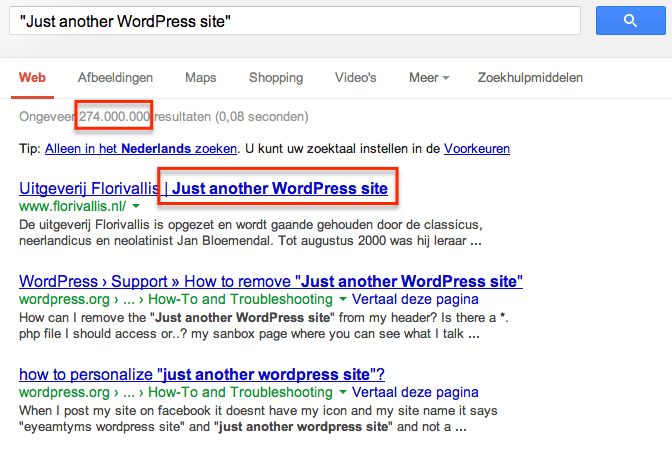 "Just another WordPress site"
Web Afbeeldingen Maps Shopping Video's Meer Zoekhulpmiddelen
Ongeveer 274.000.000 resultaten (0,08 seconden)
Tip: Alleen in het Nederlands zoeken. U kunt uw zoektaal instellen in de Voorkeuren
Uitgeverij Florivallis | Just another WordPress site
www.florivallis.nl/
De uitgeverij Florivallis is opgezet en wordt gaande gehouden door de classicus,
neerlandicus en neolatinist Jan Bloemendal. Tot augustus 2000 was hij leraar ...
WordPress › Support » How to remove "Just another WordPress site"
wordpress.org › ... › How-To and Troubleshooting Vertaal deze pagina
How can I remove the "Just another WordPress site" from my header? Is there a *.
php file I should access or..? my sanbox page where you can see what I talk ...
how to personalize "just another wordpress site"?
wordpress.org › ... › How-To and Troubleshooting Vertaal deze pagina
When I post my site on facebook it doesnt have my icon and my site name it says
"eyeamtyms wordpress site" and "just another wordpress site" and not a ...